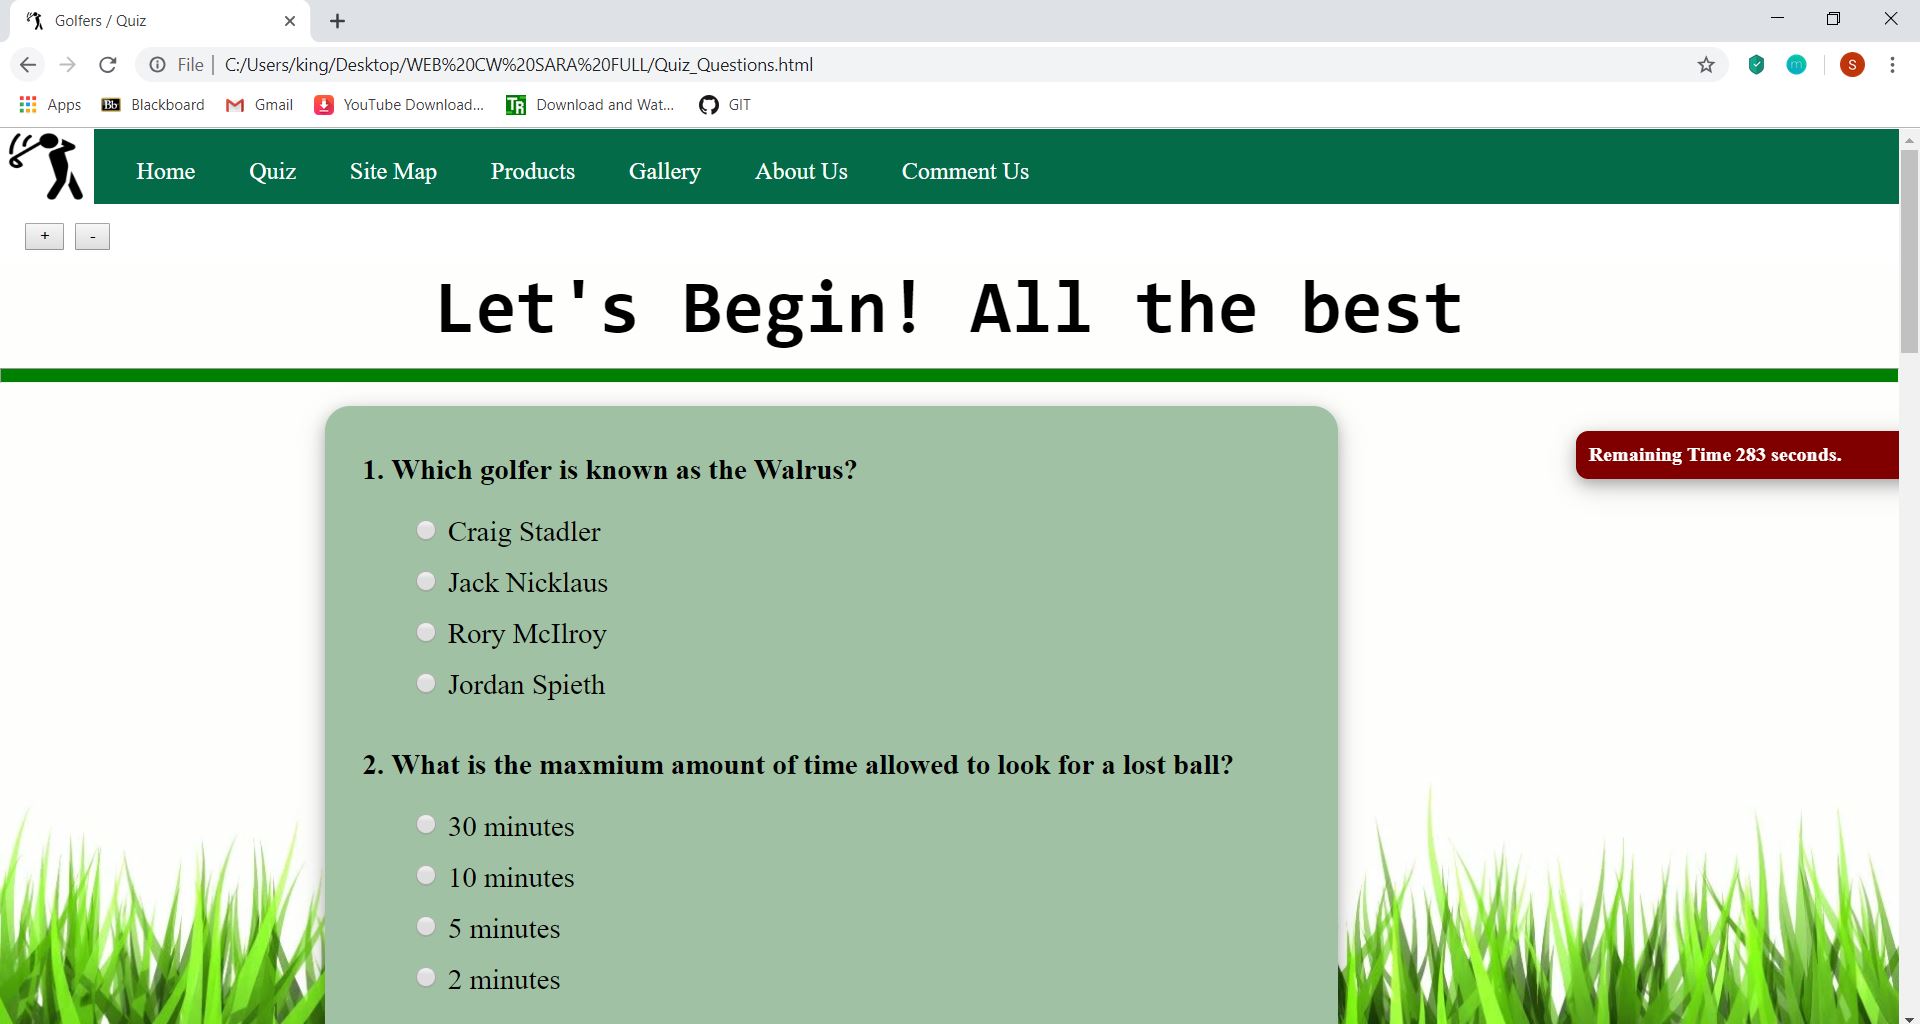 Golfers / Quiz
File | C:/Users/king/Desktop/WEB%20CW%20SARA%20FULL/Quiz_Questions.html
S
Apps Bb Blackboard Gmail YouTube Download... TR Download and Wat... GIT
Home Quiz Site Map Products Gallery About Us Comment Us
+ -
Let's Begin! All the best
Remaining Time 283 seconds.
1. Which golfer is known as the Walrus?
Craig Stadler
Jack Nicklaus
Rory McIlroy
Jordan Spieth
2. What is the maxmium amount of time allowed to look for a lost ball?
30 minutes
10 minutes
5 minutes
2 minutes